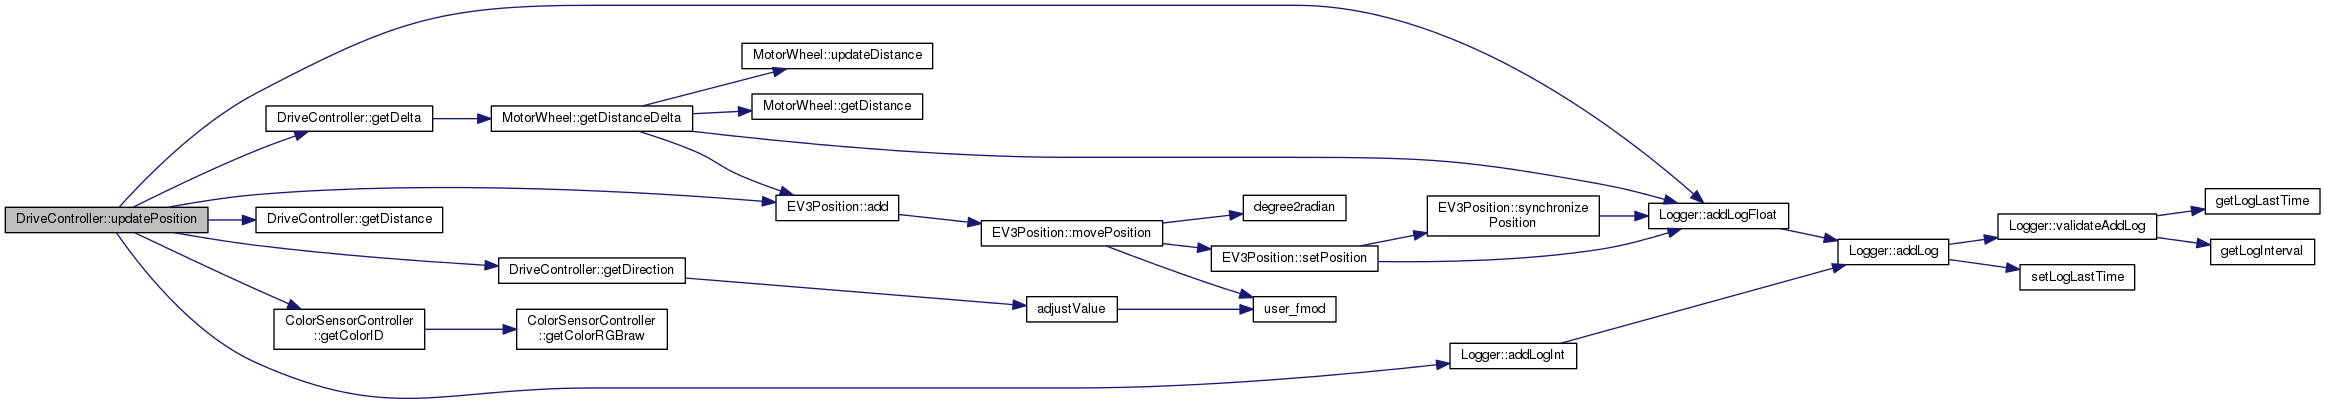 MotorWheel::updateDistance
MotorWheel::getDistance
DriveController::getDelta
MotorWheel::getDistanceDelta
DriveController::updatePosition
DriveController::getDistance
EV3Position::add
EV3Position::movePosition
degree2radian
EV3Position::setPosition
EV3Position::synchronize
Position
Logger::addLogFloat
Logger::addLog
Logger::validateAddLog
getLogLastTime
getLogInterval
setLogLastTime
DriveController::getDirection
adjustValue
user_fmod
ColorSensorController
::getColorID
ColorSensorController
::getColorRGBraw
Logger::addLogInt